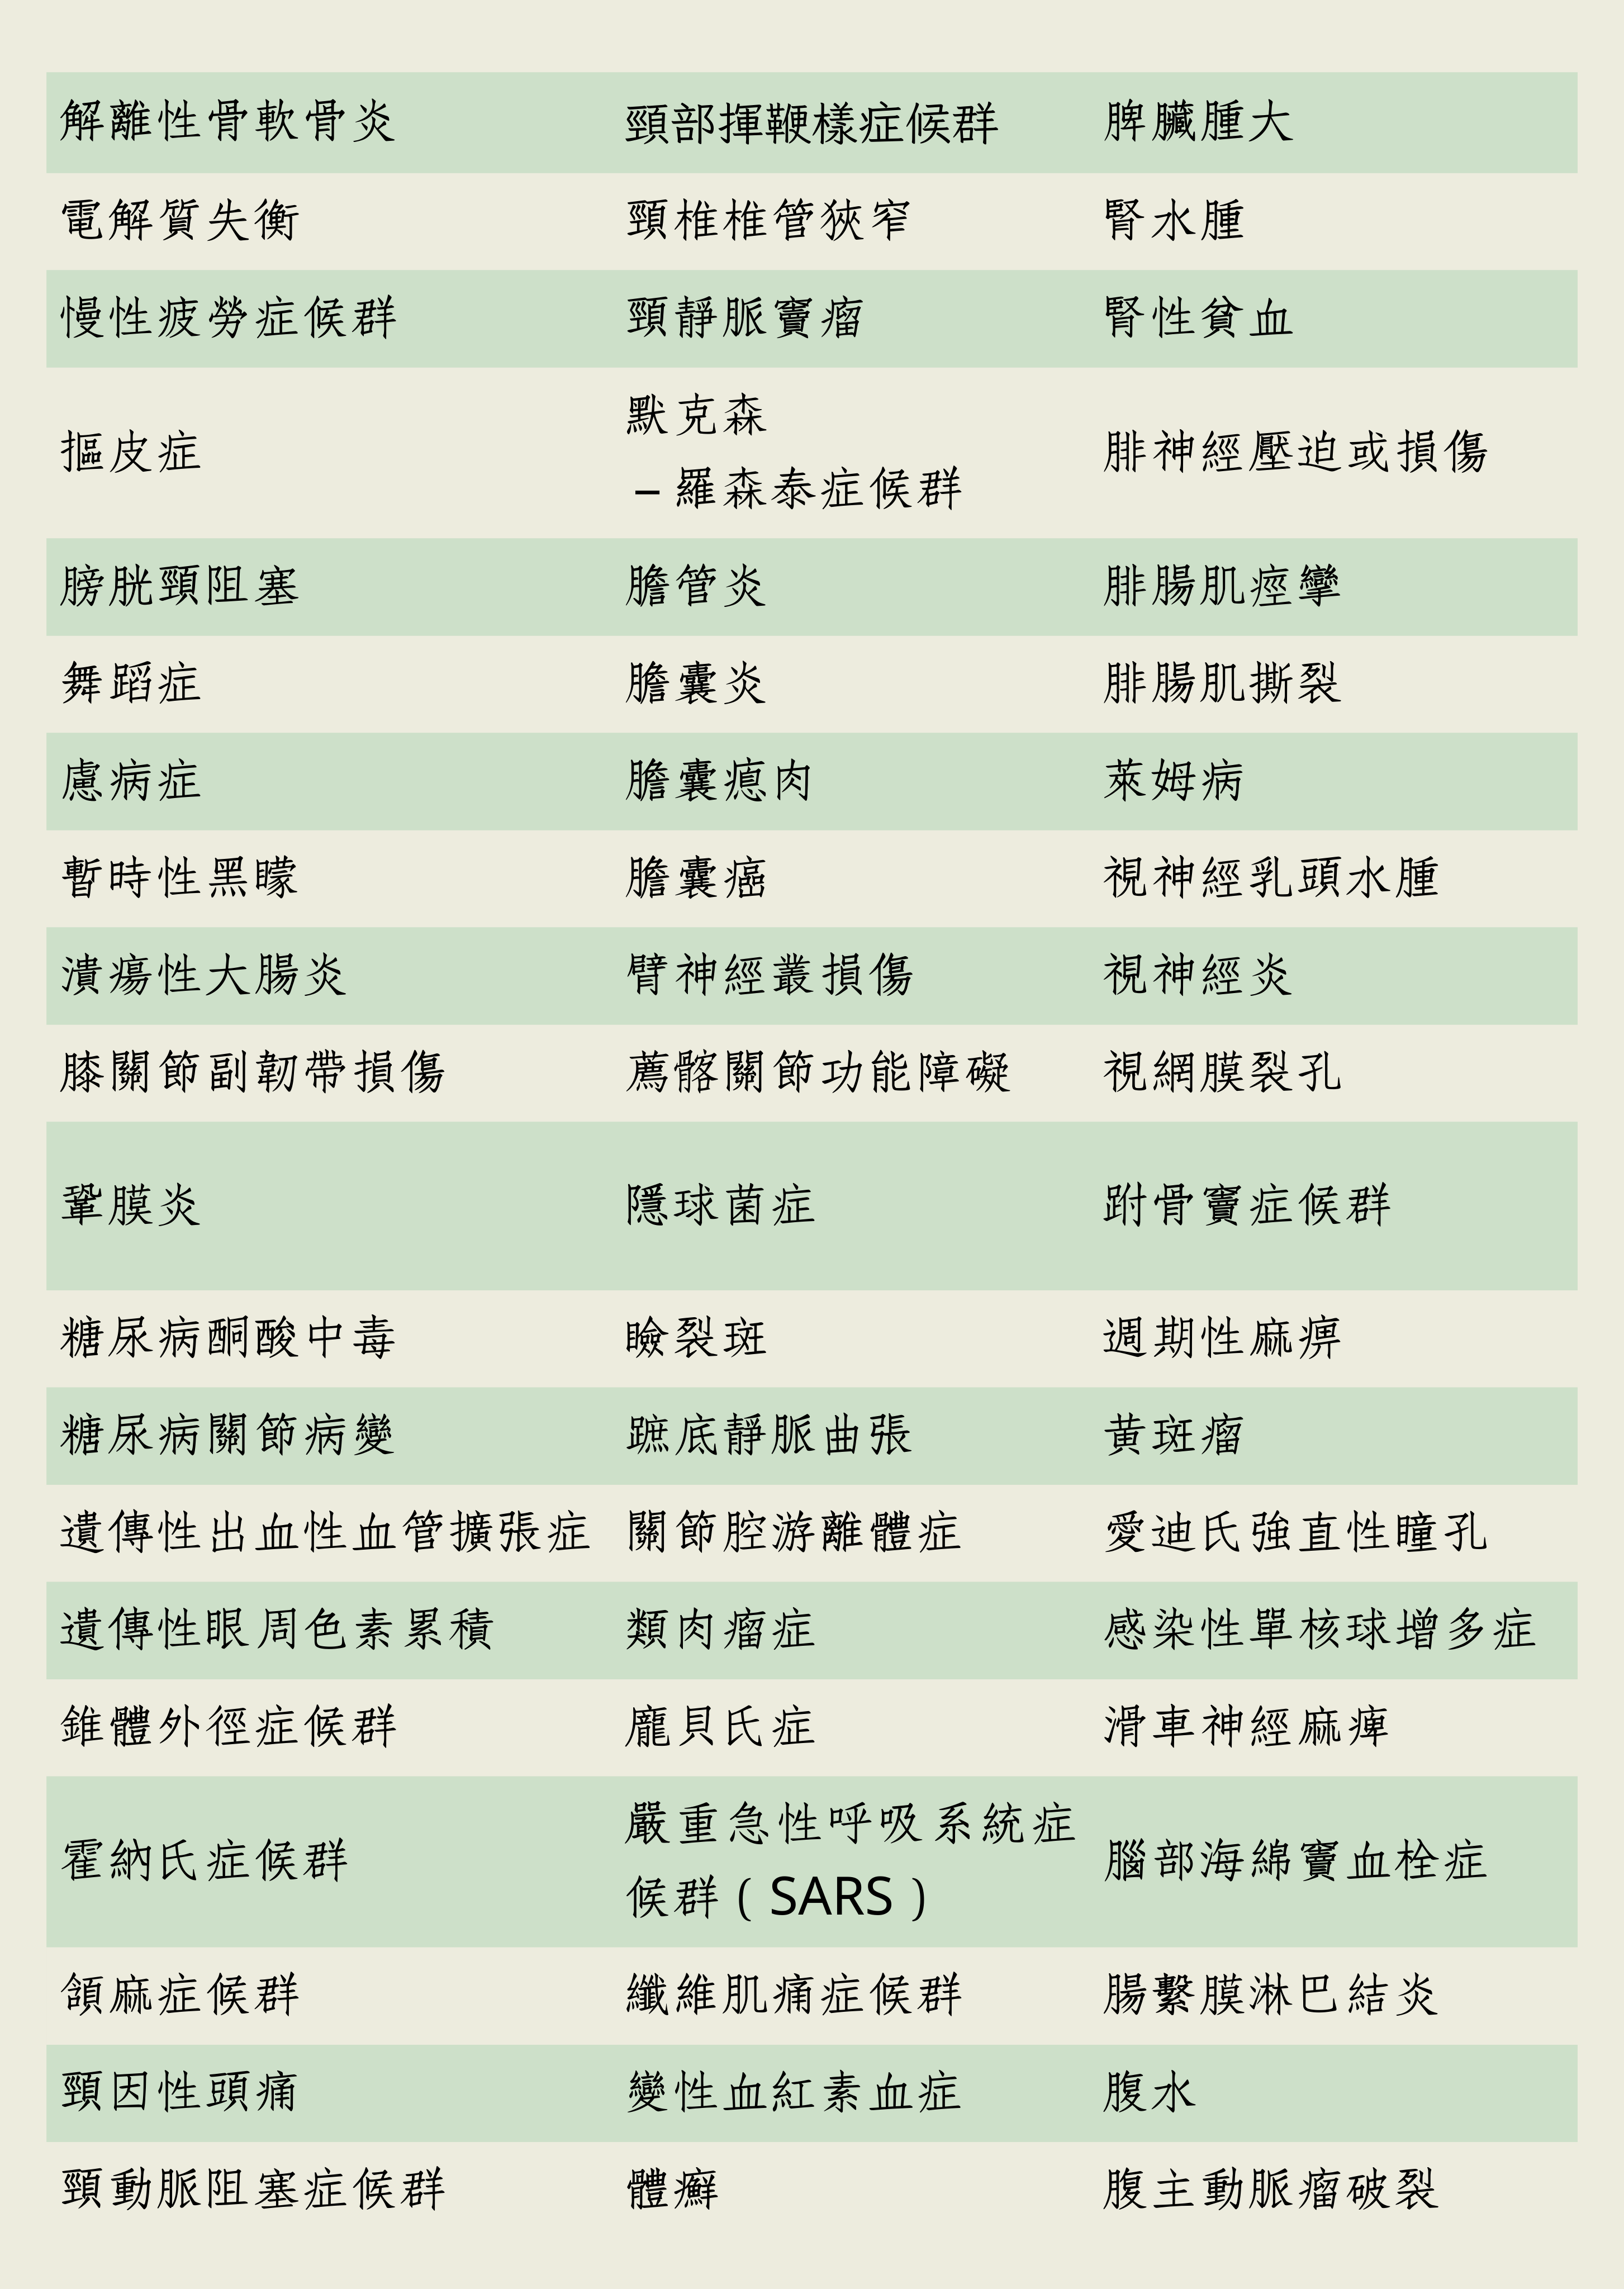 解離性骨軟骨炎
頸部揮鞭樣症候群
脾臟腫大
電解質失衡
頸椎椎管狹窄
腎水腫
慢性疲勞症候群
頸靜脈竇瘤
腎性貧血
摳皮症
默克森
– 羅森泰症候群
腓神經壓迫或損傷
膀胱頸阻塞
膽管炎
腓腸肌痙攣
舞蹈症
膽囊炎
腓腸肌撕裂
慮病症
膽囊瘜肉
萊姆病
暫時性黑矇
膽囊癌
視神經乳頭水腫
潰瘍性大腸炎
臂神經叢損傷
視神經炎
膝關節副韌帶損傷
薦髂關節功能障礙
視網膜裂孔
鞏膜炎
隱球菌症
跗骨竇症候群
糖尿病酮酸中毒
瞼裂斑
週期性麻痹
糖尿病關節病變
蹠底靜脈曲張
黃斑瘤
遺傳性出血性血管擴張症
關節腔游離體症
愛迪氏強直性瞳孔
遺傳性眼周色素累積
類肉瘤症
感染性單核球增多症
錐體外徑症候群
龐貝氏症
滑車神經麻痺
霍納氏症候群
嚴重急性呼吸系統症
候群（SARS）
腦部海綿竇血栓症
頷麻症候群
纖維肌痛症候群
腸繫膜淋巴結炎
頸因性頭痛
變性血紅素血症
腹水
頸動脈阻塞症候群
體癬
腹主動脈瘤破裂